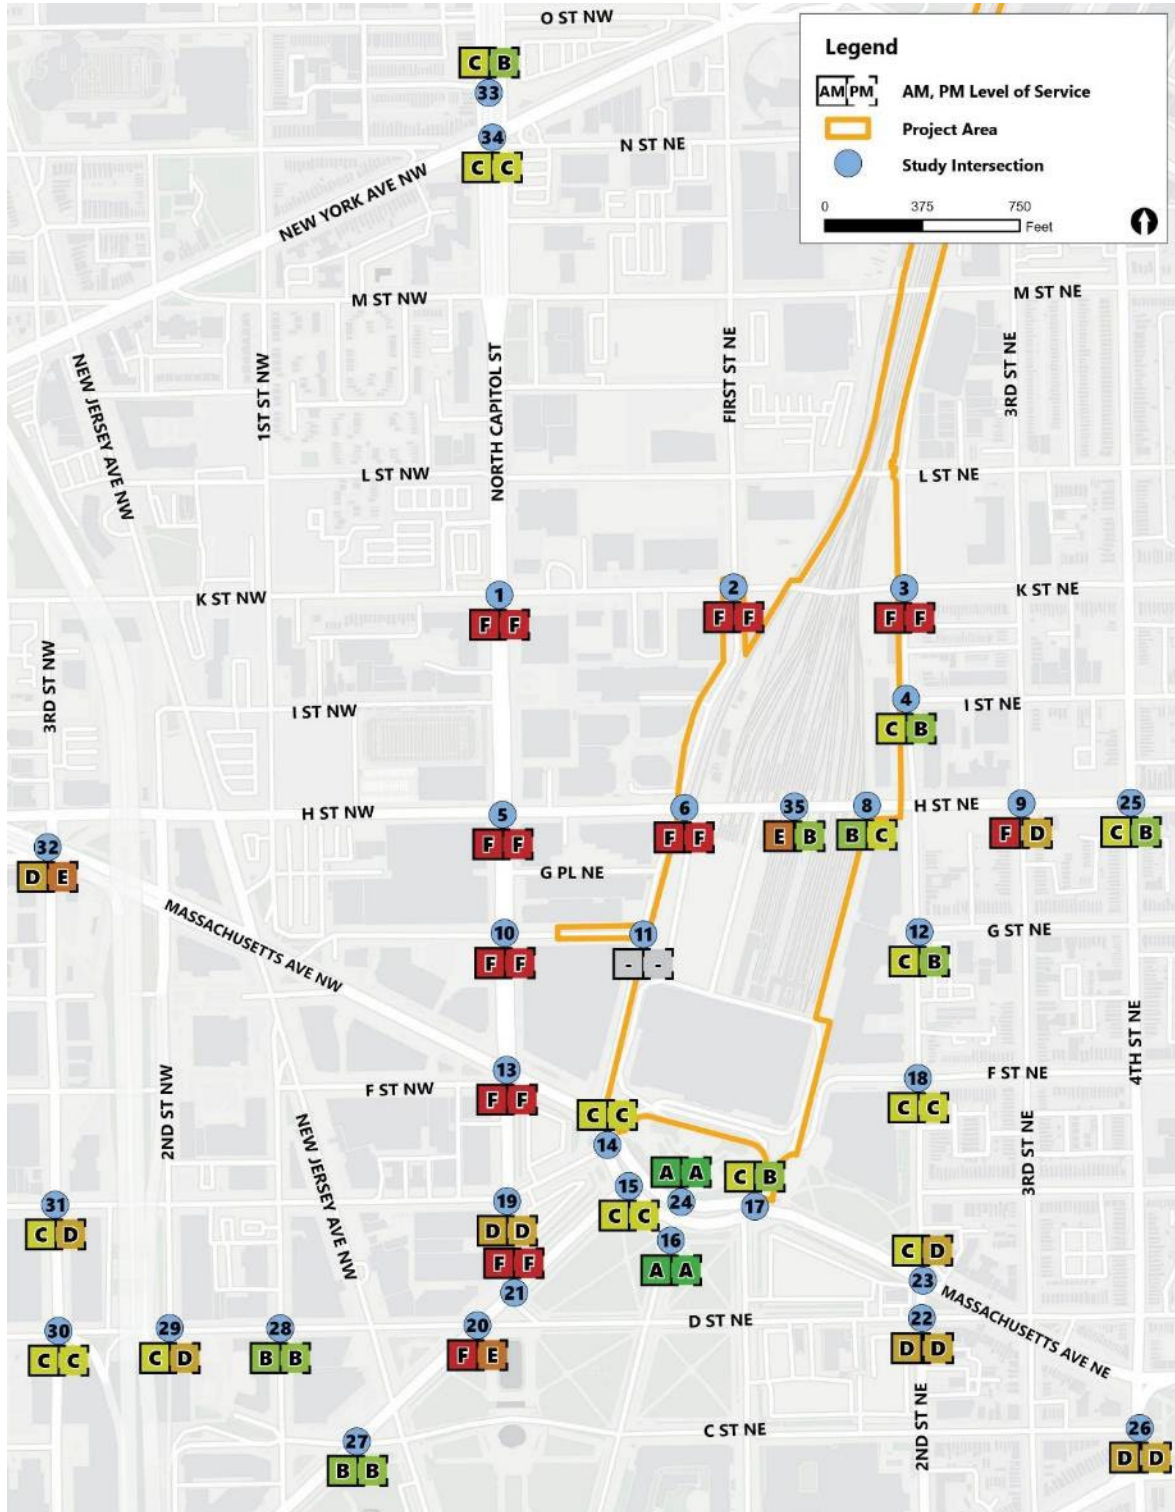 O ST NW
Legend
AM PM AM, PM Level of Service
Project Area
Study Intersection
0 375 750
Feet
C B
33
34
C C
N ST NE
NEW YORK AVE NW
M ST NW
M ST NE
NEW JERSEY AVE NW
1ST ST NW
NORTH CAPITOL ST
FIRST ST NE
3RD ST NE
L ST NW
L ST NE
K ST NW
1
F F
2
F F
3
F F
K ST NE
3RD ST NW
I ST NW
4
C B
I ST NE
H ST NW
5
F F
6
F F
35
E B
8
B C
H ST NE
9
F D
25
C B
32
D E
G PL NE
MASSACHUSETTS AVE NW
10
F F
11
- -
12
C B
G ST NE
4TH ST NE
2ND ST NW
F ST NW
13
F F
C C
14
18
C C
F ST NE
3RD ST NE
NEW JERSEY AVE NW
15
C C
A A
24
C B
17
16
A A
31
C D
19
D D
F F
21
C D
23
MASSACHUSETTS AVE NE
30
C C
29
C D
28
B B
20
F E
D ST NE
22
D D
2ND ST NE
27
B B
C ST NE
26
D D